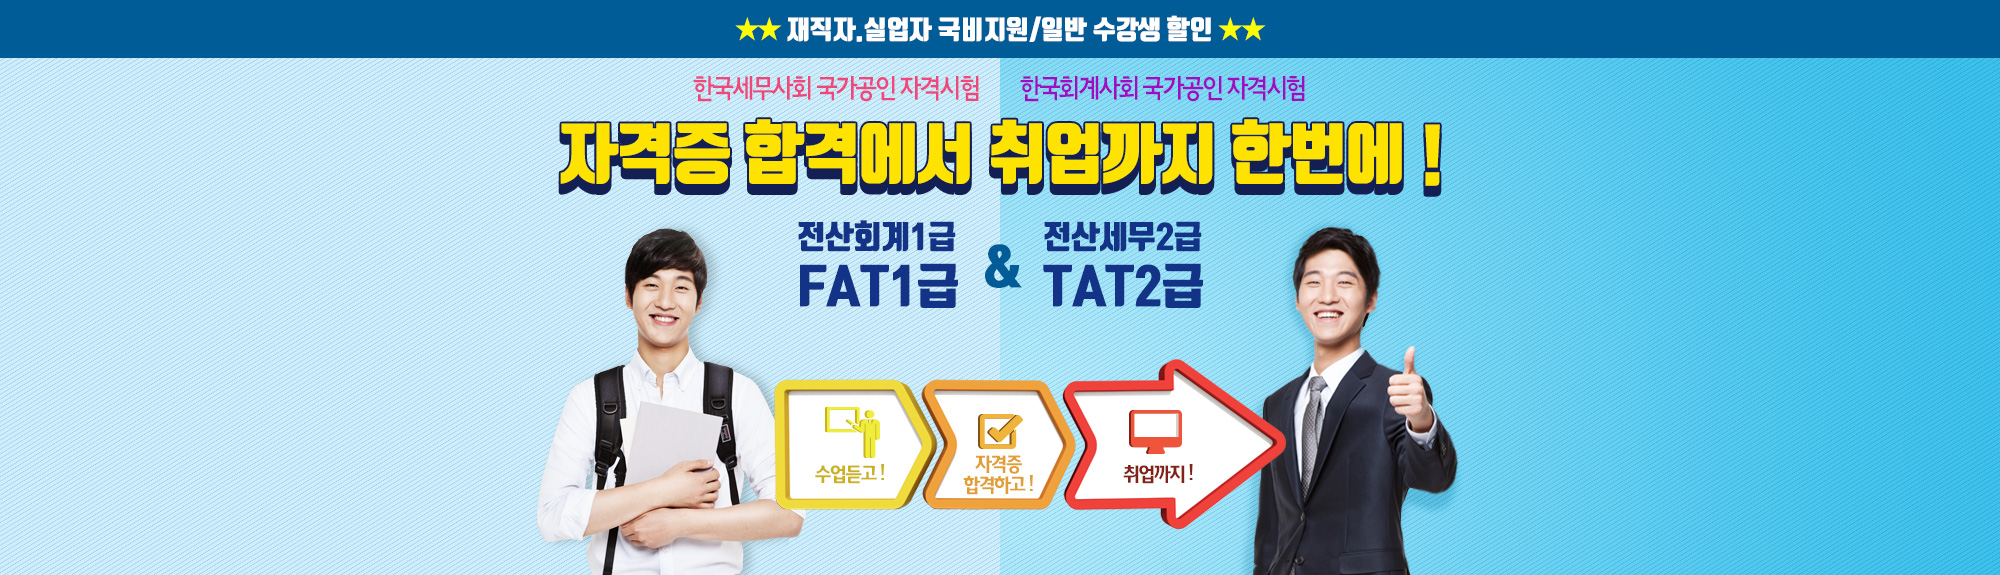 ★★ 재직자.실업자 국비지원/일반 수강생 할인 ★★
한국세무사회 국가공인 자격시험
한국회계사회 국가공인 자격시험
자격증 합격에서 취업까지 한번에 !
전산회계1급
FAT1급
&
전산세무2급
TAT2급
수업듣고 !
자격증
합격하고 !
취업까지 !